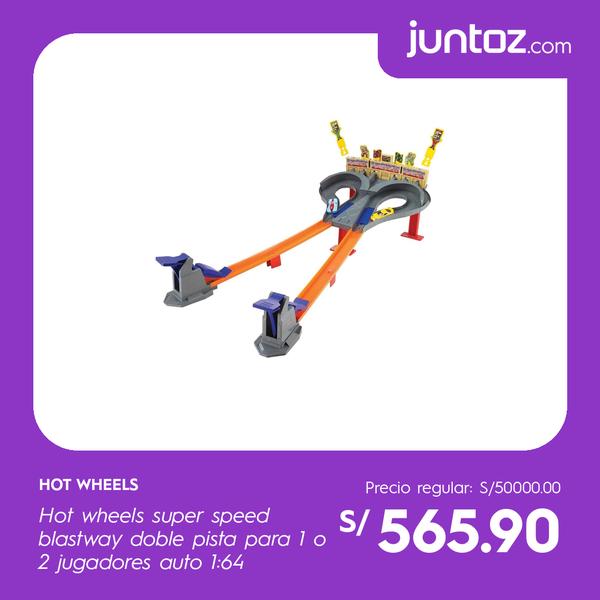 juntoz.com
HOT WHEELS
Hot wheels super speed
blastway doble pista para 1 o
2 jugadores auto 1:64
Precio regular: S/50000.00
S/565.90